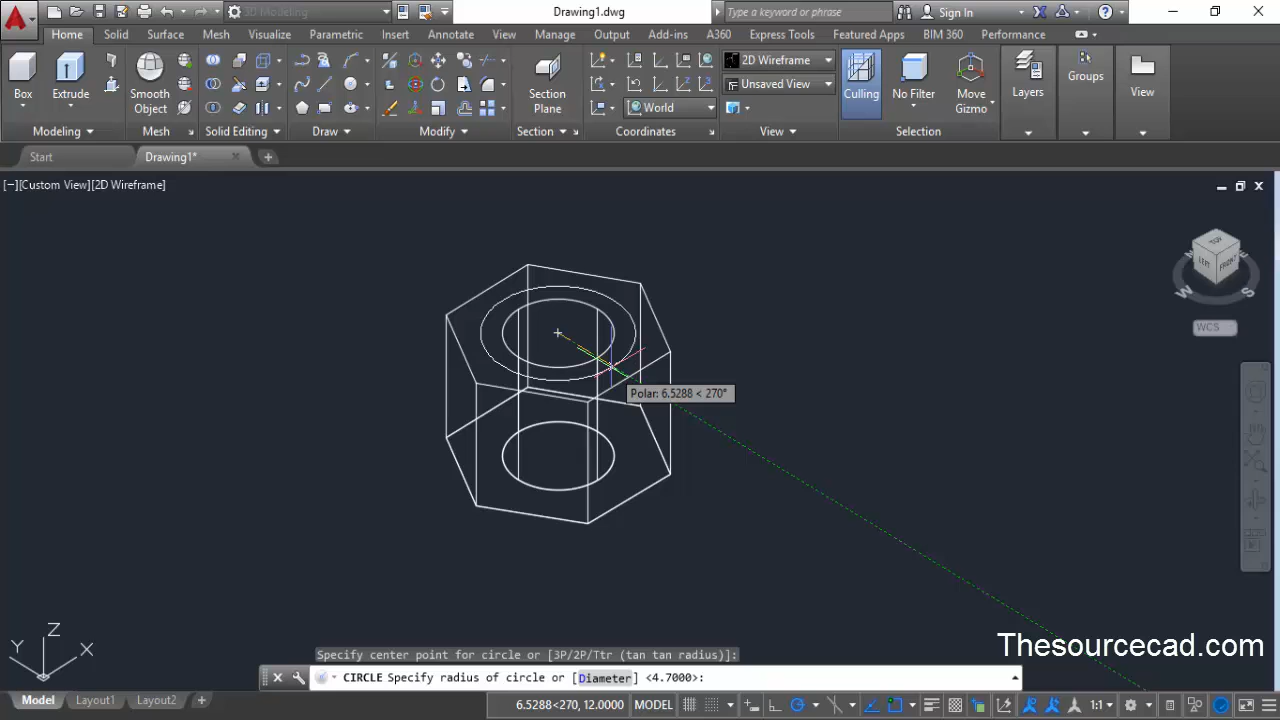 3D Modeling
Drawing1.dwg
Type a keyword or phrase
Sign In
Home Solid Surface Mesh Visualize Parametric Insert Annotate View Manage Output Add-ins A360 Express Tools Featured Apps BIM 360 Performance
Box
Extrude
Smooth
Object
Section
Plane
World
2D Wireframe
Unsaved View
Culling
No Filter
Move
Gizmo
Layers
Groups
View
Modeling Mesh Solid Editing Draw Modify Section Coordinates View Selection
Start Drawing1*
[−][Custom View][2D Wireframe]
TOP
LEFT
FRONT
W
S
WCS
Polar: 6.5288 < 270°
Z
Y
X
Thesourcecad.com
Specify center point for circle or [3P/2P/Ttr (tan tan radius)]:
CIRCLE Specify radius of circle or [Diameter] <4.7000>:
Model Layout1 Layout2 + 6.5288<270, 12.0000 MODEL 1:1